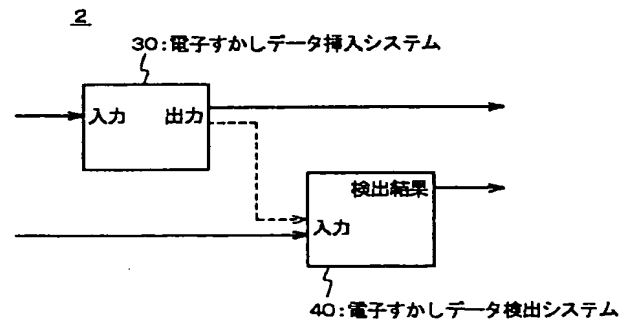 2
30:電子すかしデータ挿入システム
入力 出力
検出結果
入力
40:電子すかしデータ検出システム